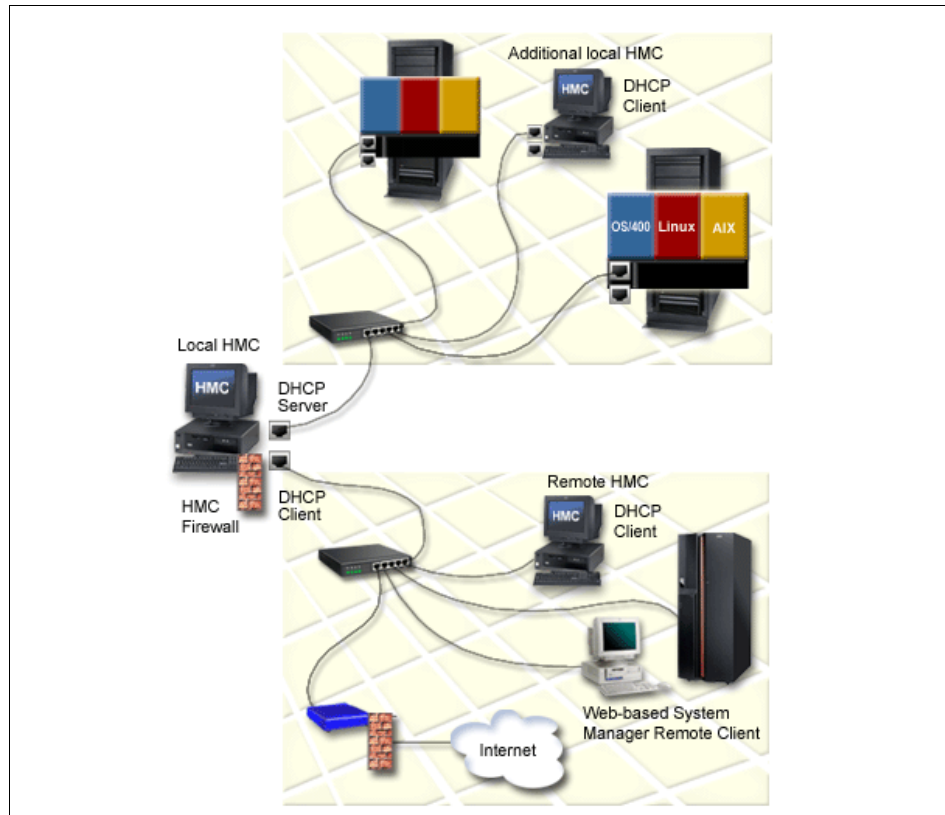 Additional local HMC
HMC
DHCP
Client
OS/400 Linux AIX
Local HMC
HMC
DHCP
Server
HMC
Firewall
DHCP
Client
Remote HMC
HMC
DHCP
Client
Web-based System
Manager Remote Client
Internet